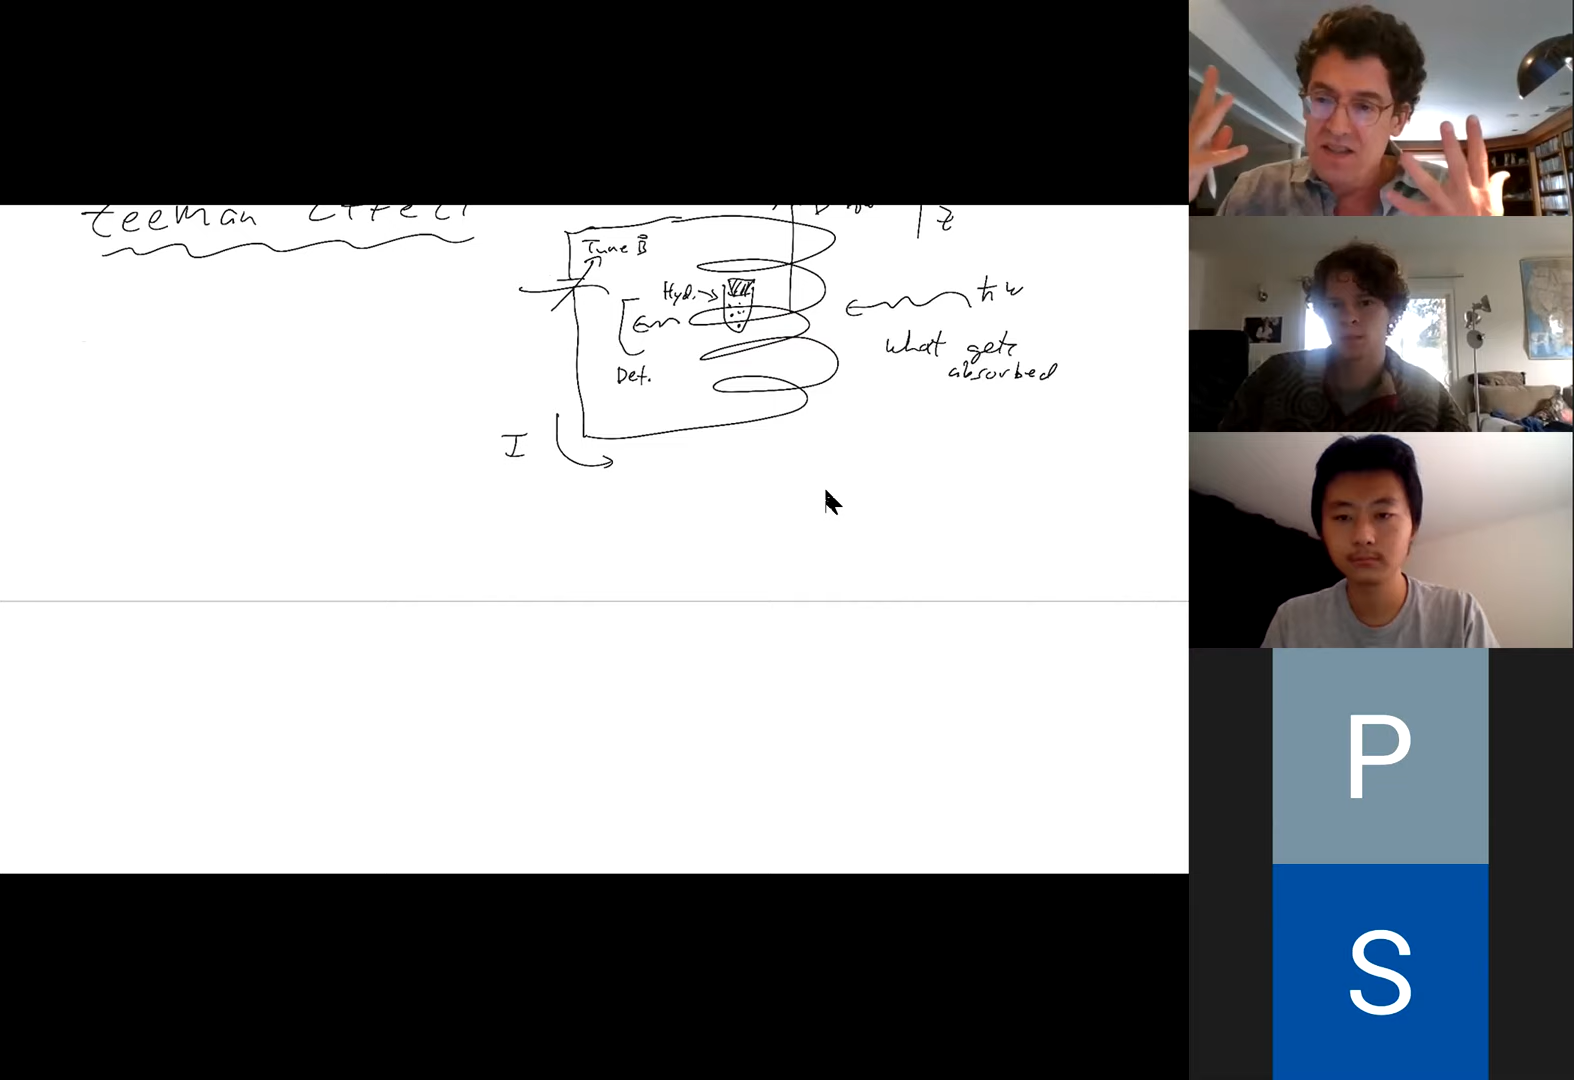 Zeeman Effect
z
Tune B⃗
Hyd.
ħω
what gets
absorbed
Det.
I
P
S